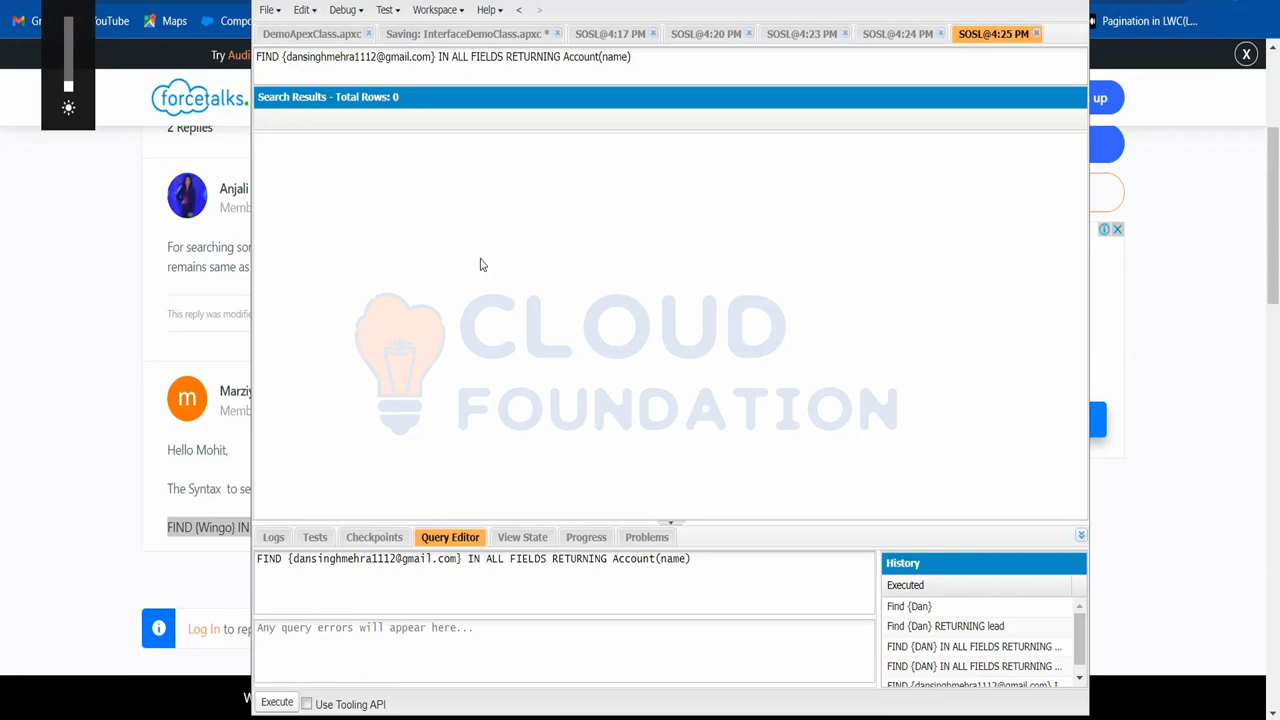 File Edit Debug Test Workspace Help < >
YouTube Maps Pagination in LWC(L...
DemoApexClass.apxc Saving: InterfaceDemoClass.apxc * SOSL@4:17 PM SOSL@4:20 PM SOSL@4:23 PM SOSL@4:24 PM SOSL@4:25 PM
FIND {dansinghmehra1112@gmail.com} IN ALL FIELDS RETURNING Account(name)
Try X
Search Results - Total Rows: 0
forcetalks. up
2 Replies
Anjali
Memb
For searching
remains same as
CLOUD
FOUNDATION
This reply was
m Marziy
Memb
Hello Mohit,
The Syntax to se
FIND {Wingo} IN
Logs Tests Checkpoints Query Editor View State Progress Problems
FIND {dansinghmehra1112@gmail.com} IN ALL FIELDS RETURNING Account(name)
History
Executed
Find {Dan}
Find {Dan} RETURNING lead
FIND {DAN} IN ALL FIELDS RETURNING ...
FIND {DAN} IN ALL FIELDS RETURNING ...
Any query errors will appear here...
Log In to rep
Execute Use Tooling API